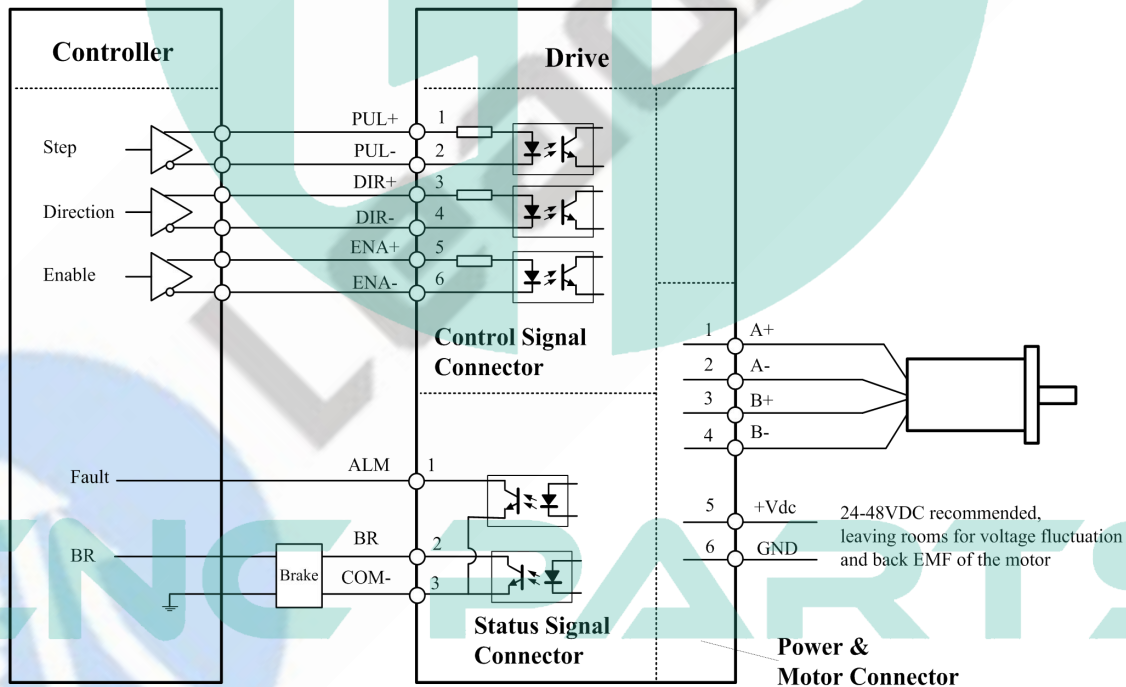 Controller
Drive
Step
PUL+ 1
PUL- 2
Direction
DIR+ 3
DIR- 4
Enable
ENA+ 5
ENA- 6
Control Signal
Connector
1 A+
2 A-
3 B+
4 B-
Fault
ALM 1
BR
BR 2
Brake
COM- 3
Status Signal
Connector
5 +Vdc
6 GND
24-48VDC recommended,
leaving rooms for voltage fluctuation
and back EMF of the motor
Power &
Motor Connector
CNC PARTS